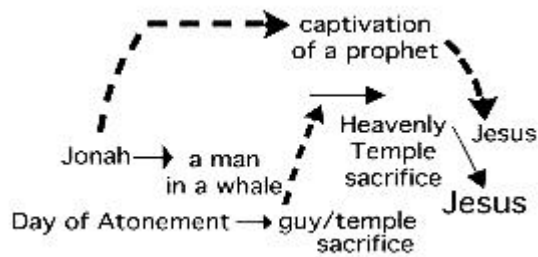 captivation
of a prophet
Heavenly
Temple
sacrifice
Jesus
Jonah
a man
in a whale
Jesus
Day of Atonement
guy/temple
sacrifice